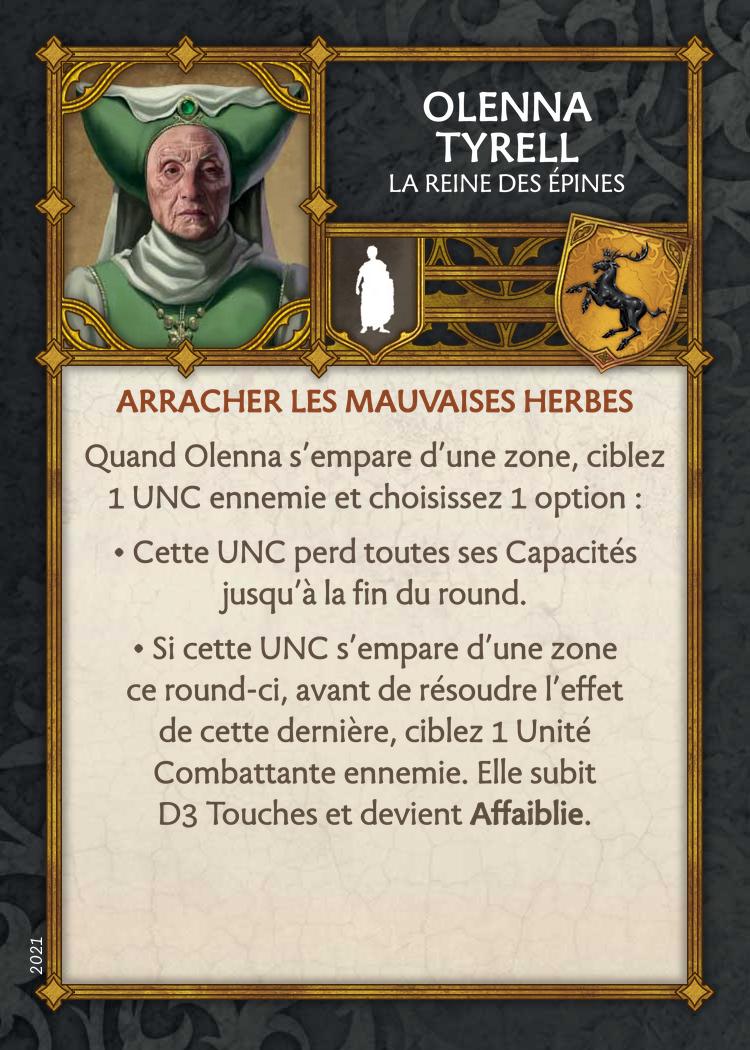 OLENNA
TYRELL
LA REINE DES ÉPINES
ARRACHER LES MAUVAISES HERBES
Quand Olenna s’empare d’une zone, ciblez
1 UNC ennemie et choisissez 1 option :
• Cette UNC perd toutes ses Capacités
jusqu’à la fin du round.
• Si cette UNC s’empare d’une zone
ce round-ci, avant de résoudre l’effet
de cette dernière, ciblez 1 Unité
Combattante ennemie. Elle subit
D3 Touches et devient Affaiblie.
2021